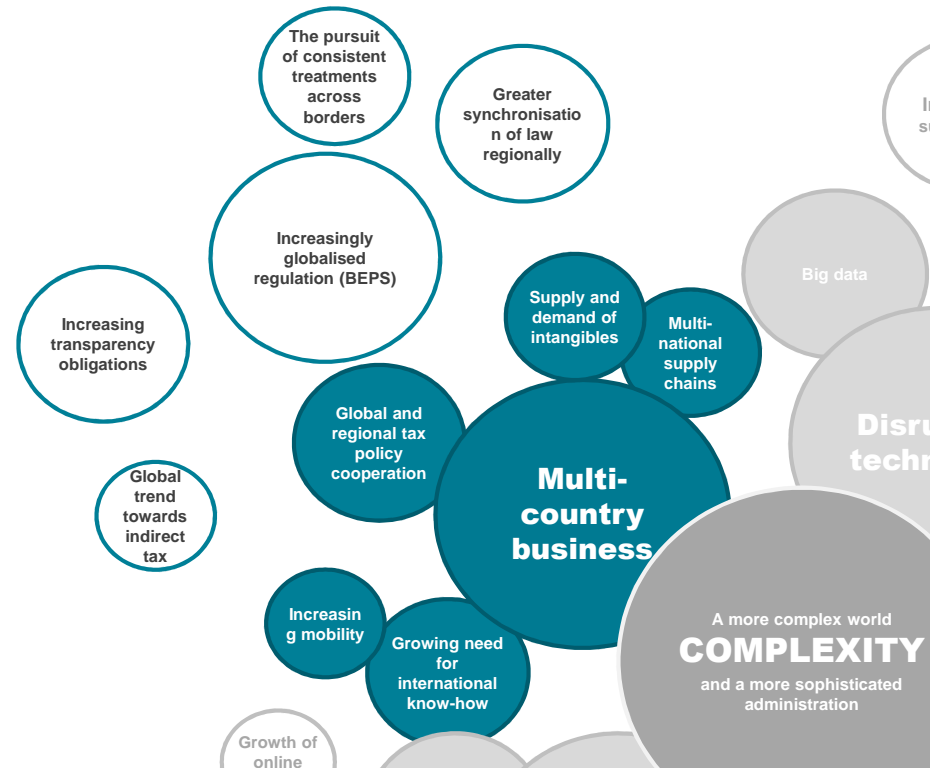 The pursuit
of consistent
treatments
across
borders
Greater
synchronisatio
n of law
regionally
Increasingly
globalised
regulation (BEPS)
Big data
Supply and
demand of
intangibles
Multi-
national
supply
chains
Increasing
transparency
obligations
Global and
regional tax
policy
cooperation
Multi-
country
business
Global
trend
towards
indirect
tax
Increasin
g mobility
Growing need
for
international
know-how
A more complex world
COMPLEXITY
and a more sophisticated
administration
Growth of
online